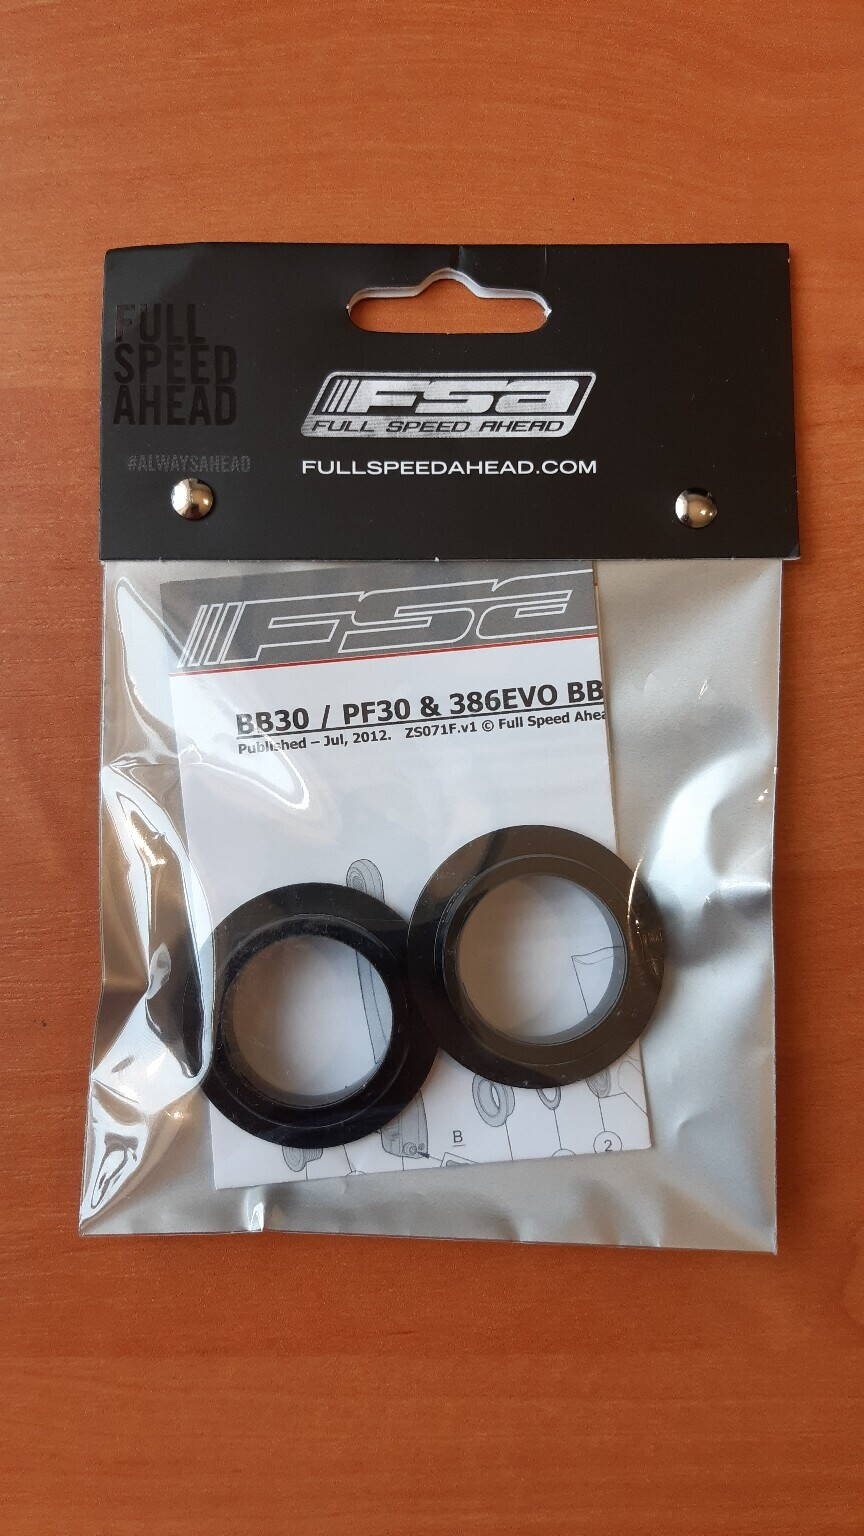 FULL
SPEED
AHEAD
#ALWAYSAHEAD
FSA
FULL SPEED AHEAD
FULLSPEEDAHEAD.COM
FSA
BB30 / PF30 & 386EVO BB
Published – Jul, 2012. ZS071F.v1 © Full Speed Ahea
B
2